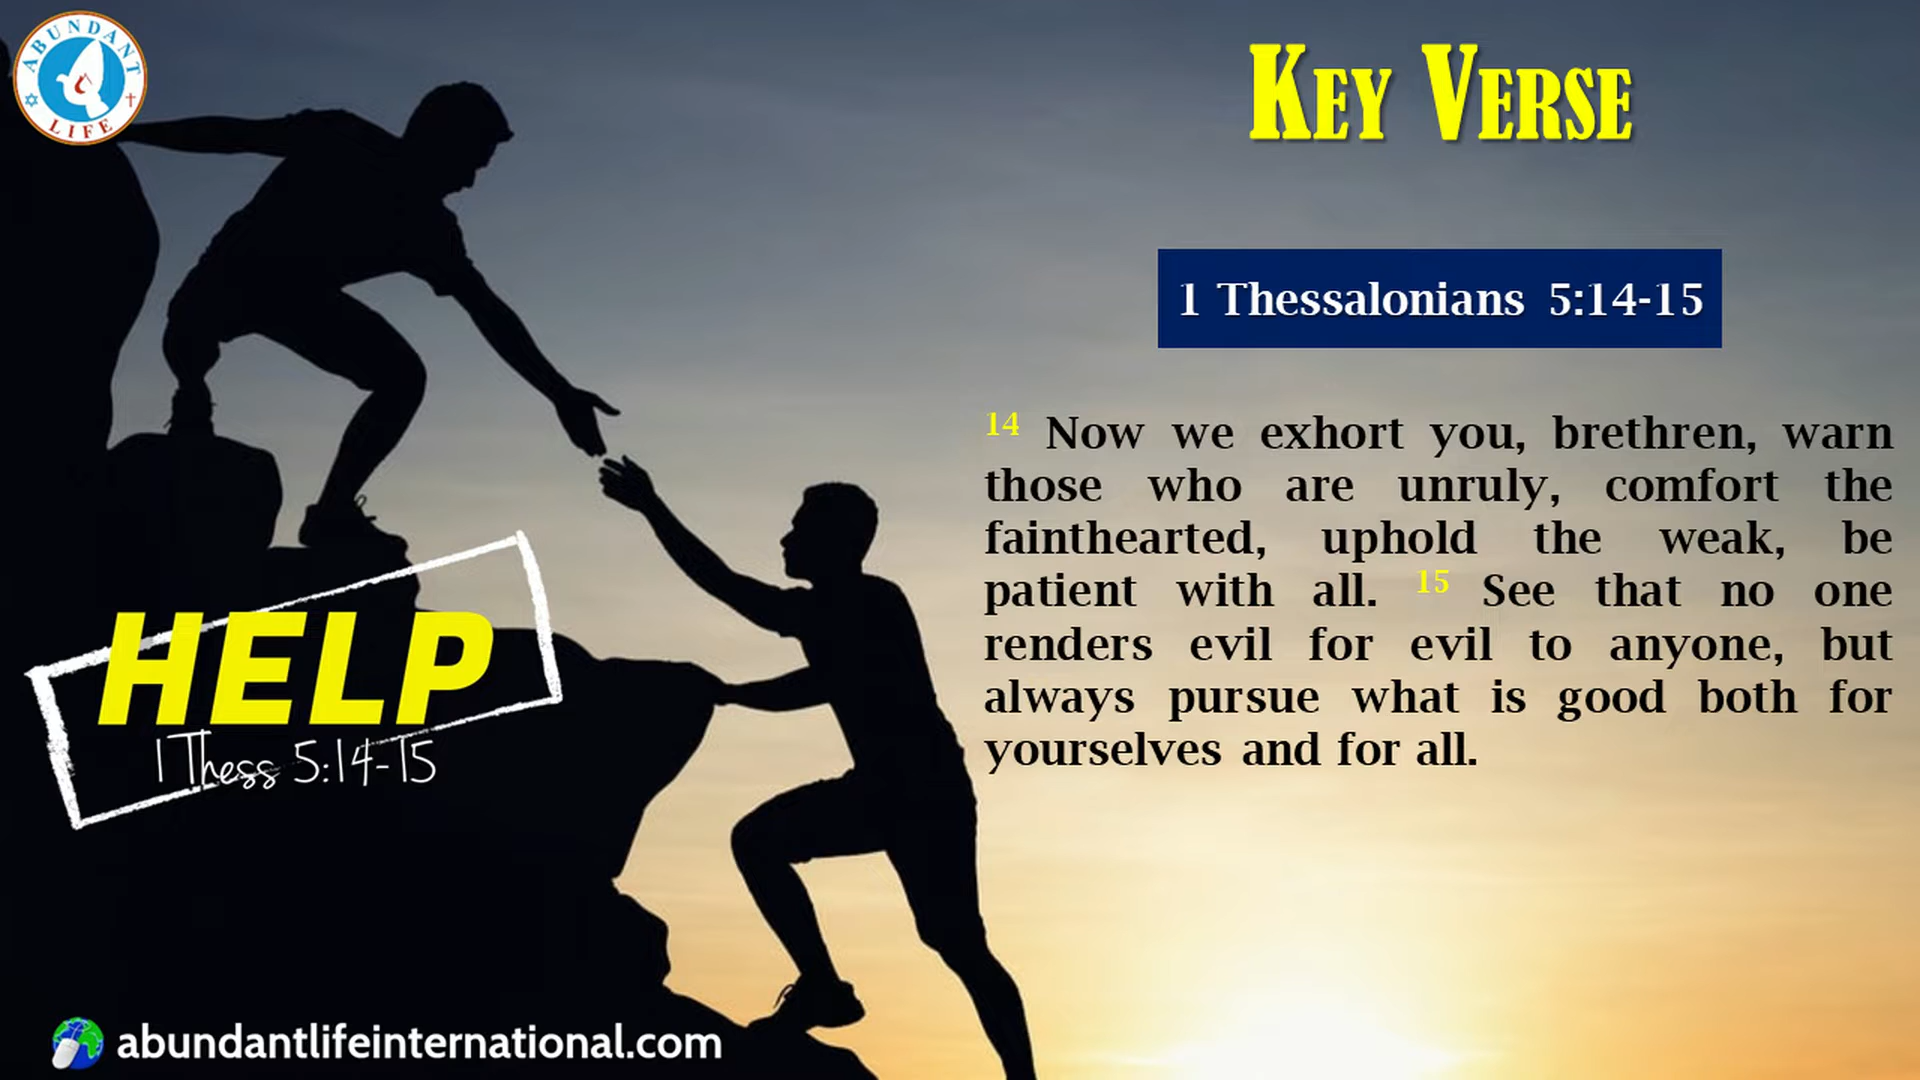 ABUNDANT
LIFE
KEY VERSE
1 Thessalonians 5:14-15
14 Now we exhort you, brethren, warn
those who are unruly, comfort the
fainthearted, uphold the weak, be
patient with all. 15 See that no one
renders evil for evil to anyone, but
always pursue what is good both for
yourselves and for all.
HELP
1 Thess 5:14-15
abundantlifeinternational.com